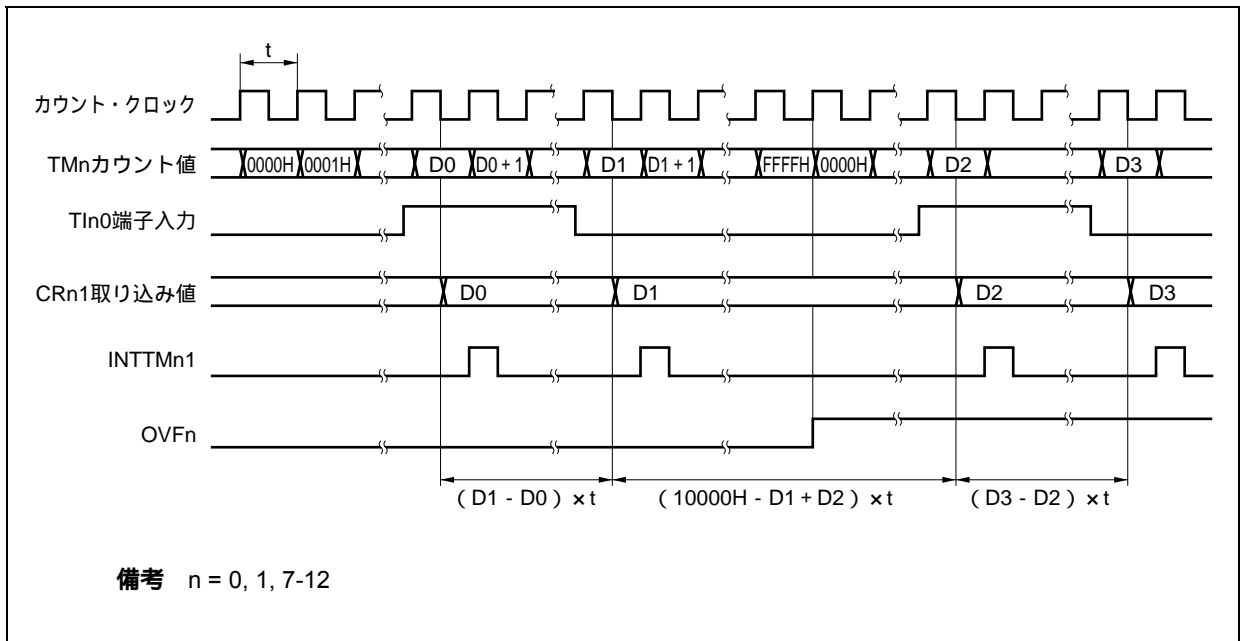 t
カウント・クロック
TMnカウント値 0000H 0001H D0 D0 + 1 D1 D1 + 1 FFFFH 0000H D2 D3
TIn0端子入力
CRn1取り込み値 D0 D1 D2 D3
INTTMn1
OVFn
( D1 - D0 ) × t ( 10000H - D1 + D2 ) × t ( D3 - D2 ) × t
備考 n = 0, 1, 7-12